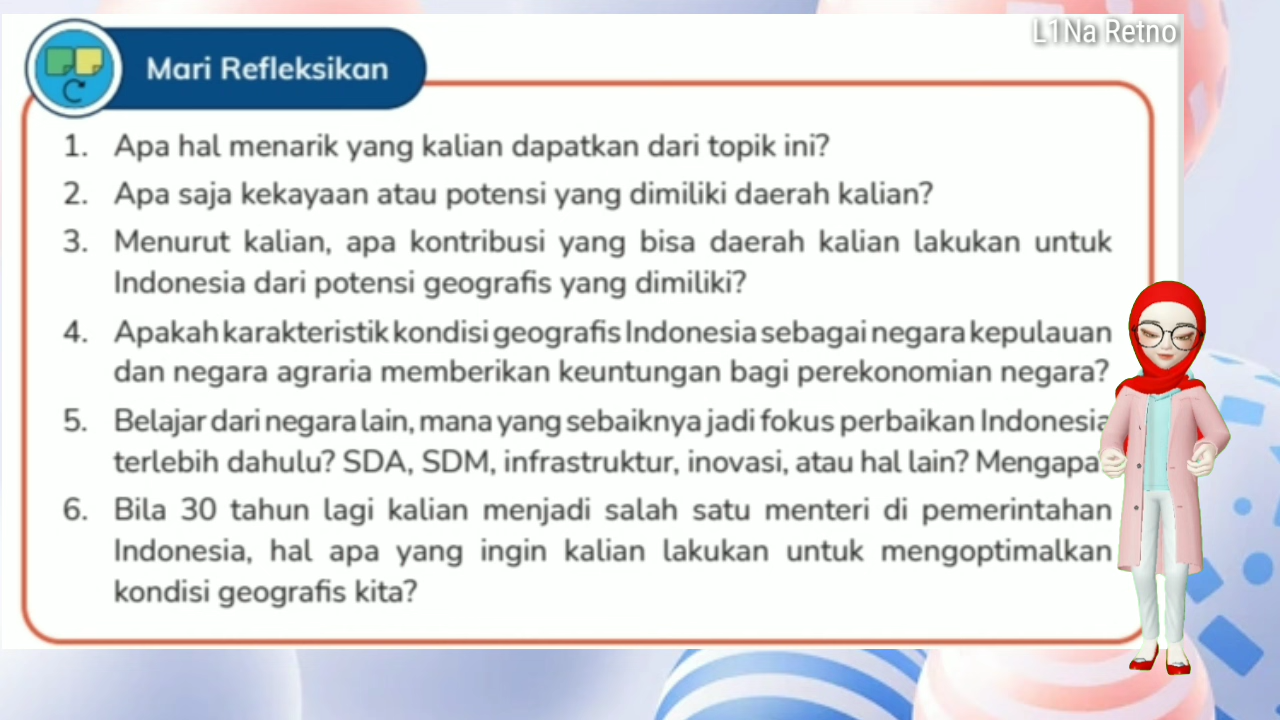 L1Na Retno
Mari Refleksikan
1. Apa hal menarik yang kalian dapatkan dari topik ini?
2. Apa saja kekayaan atau potensi yang dimiliki daerah kalian?
3. Menurut kalian, apa kontribusi yang bisa daerah kalian lakukan untuk
Indonesia dari potensi geografis yang dimiliki?
4. Apakah karakteristik kondisi geografis Indonesia sebagai negara kepulauan
dan negara agraria memberikan keuntungan bagi perekonomian negara?
5. Belajar dari negara lain, mana yang sebaiknya jadi fokus perbaikan Indonesia
terlebih dahulu? SDA, SDM, infrastruktur, inovasi, atau hal lain? Mengapa
6. Bila 30 tahun lagi kalian menjadi salah satu menteri di pemerintahan
Indonesia, hal apa yang ingin kalian lakukan untuk mengoptimalkan
kondisi geografis kita?